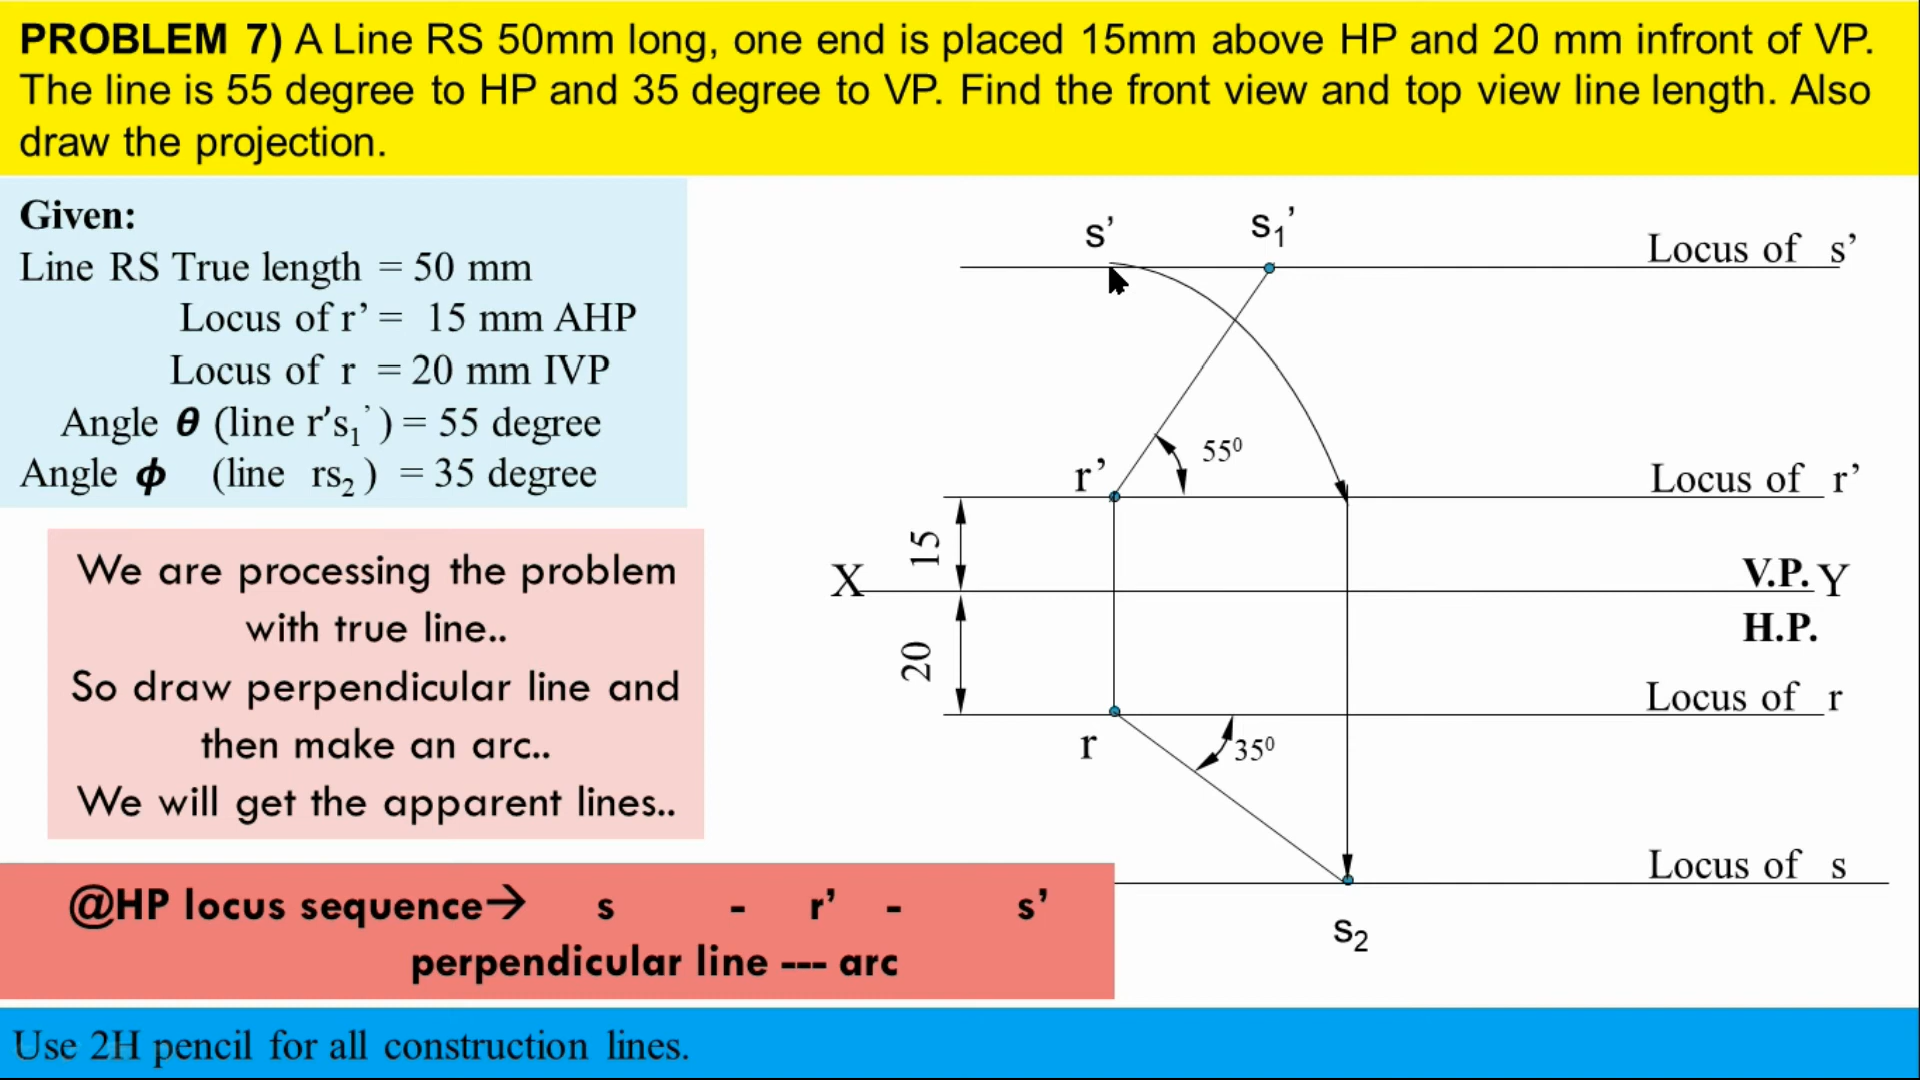 PROBLEM 7) A Line RS 50mm long, one end is placed 15mm above HP and 20 mm infront of VP.
The line is 55 degree to HP and 35 degree to VP. Find the front view and top view line length. Also
draw the projection.
Given:
Line RS True length = 50 mm
Locus of r’ = 15 mm AHP
Locus of r = 20 mm IVP
Angle θ (line r’s₁’) = 55 degree
Angle ϕ (line rs₂) = 35 degree
We are processing the problem
with true line..
So draw perpendicular line and
then make an arc..
We will get the apparent lines..
@HP locus sequence→ s - r’ - s’
perpendicular line --- arc
Use 2H pencil for all construction lines.
s’
s₁’
Locus of s’
55⁰
r’
Locus of r’
15
X
V.P. Y
H.P.
20
Locus of r
r
35⁰
Locus of s
s₂